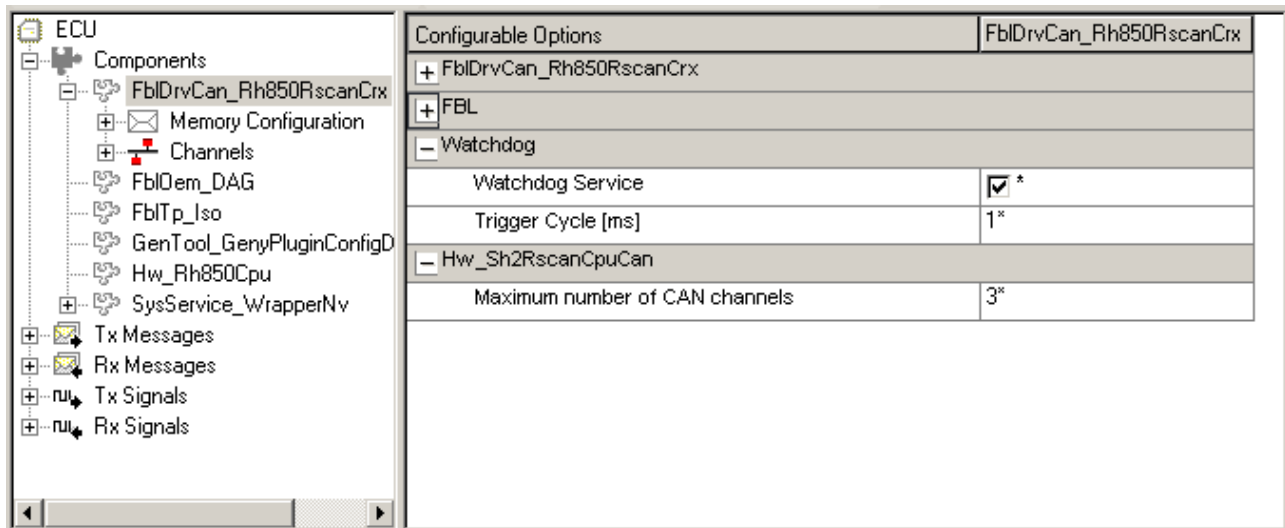 ECU
Components
FblDrvCan_Rh850RscanCrx
Memory Configuration
Channels
FblOem_DAG
FblTp_Iso
GenTool_GenyPluginConfigD
Hw_Rh850Cpu
SysService_WrapperNv
Tx Messages
Rx Messages
Tx Signals
Rx Signals
Configurable Options FblDrvCan_Rh850RscanCrx
FblDrvCan_Rh850RscanCrx
FBL
Watchdog
Watchdog Service *
Trigger Cycle [ms] 1*
Hw_Sh2RscanCpuCan
Maximum number of CAN channels 3*